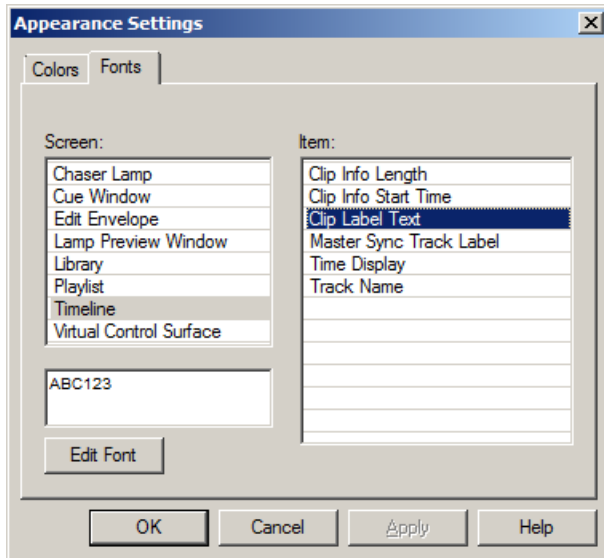 Appearance Settings
Colors
Fonts
Screen:
Chaser Lamp
Cue Window
Edit Envelope
Lamp Preview Window
Library
Playlist
Timeline
Virtual Control Surface
ABC123
Edit Font
Item:
Clip Info Length
Clip Info Start Time
Clip Label Text
Master Sync Track Label
Time Display
Track Name
OK
Cancel
Apply
Help